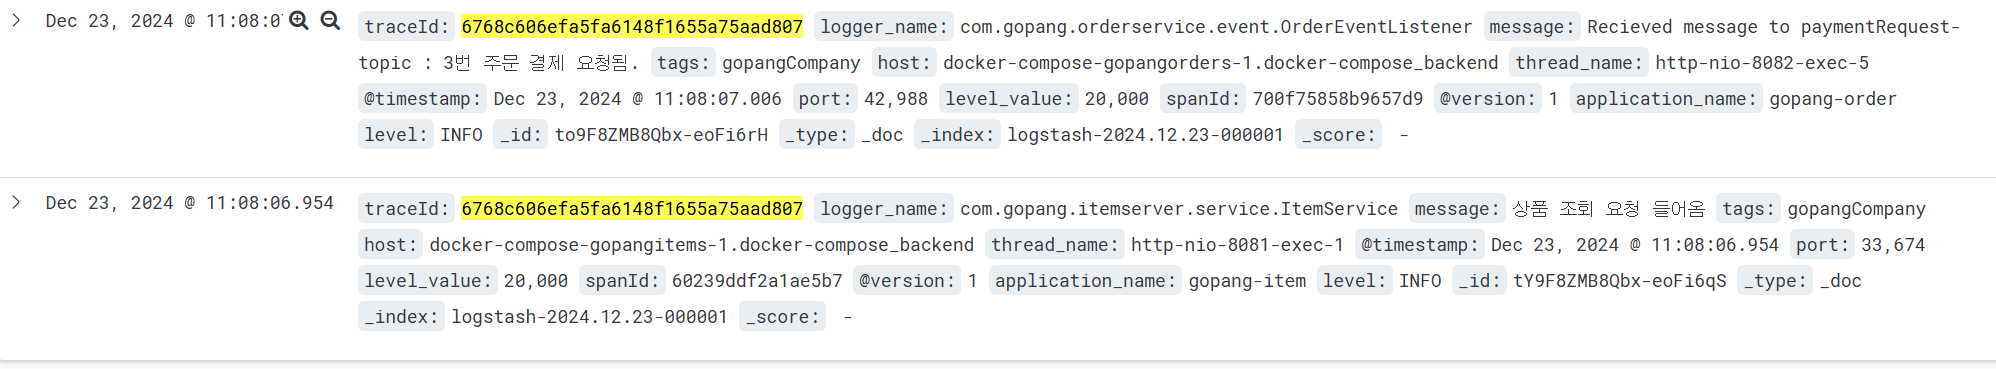 Dec 23, 2024 @ 11:08:0 traceId: 6768c606efa5fa6148f1655a75aad807 logger_name: com.gopang.orderservice.event.OrderEventListener message: Recieved message to paymentRequest-
topic : 3번 주문 결제 요청됨. tags: gopangCompany host: docker-compose-gopangorders-1.docker-compose_backend thread_name: http-nio-8082-exec-5
@timestamp: Dec 23, 2024 @ 11:08:07.006 port: 42,988 level_value: 20,000 spanId: 700f75858b9657d9 @version: 1 application_name: gopang-order
level: INFO _id: to9F8ZMB8Qbx-eoFi6rH _type: _doc _index: logstash-2024.12.23-000001 _score: -
Dec 23, 2024 @ 11:08:06.954 traceId: 6768c606efa5fa6148f1655a75aad807 logger_name: com.gopang.itemserver.service.ItemService message: 상품 조회 요청 들어옴 tags: gopangCompany
host: docker-compose-gopangitems-1.docker-compose_backend thread_name: http-nio-8081-exec-1 @timestamp: Dec 23, 2024 @ 11:08:06.954 port: 33,674
level_value: 20,000 spanId: 60239ddf2a1ae5b7 @version: 1 application_name: gopang-item level: INFO _id: tY9F8ZMB8Qbx-eoFi6qS _type: _doc
_index: logstash-2024.12.23-000001 _score: -